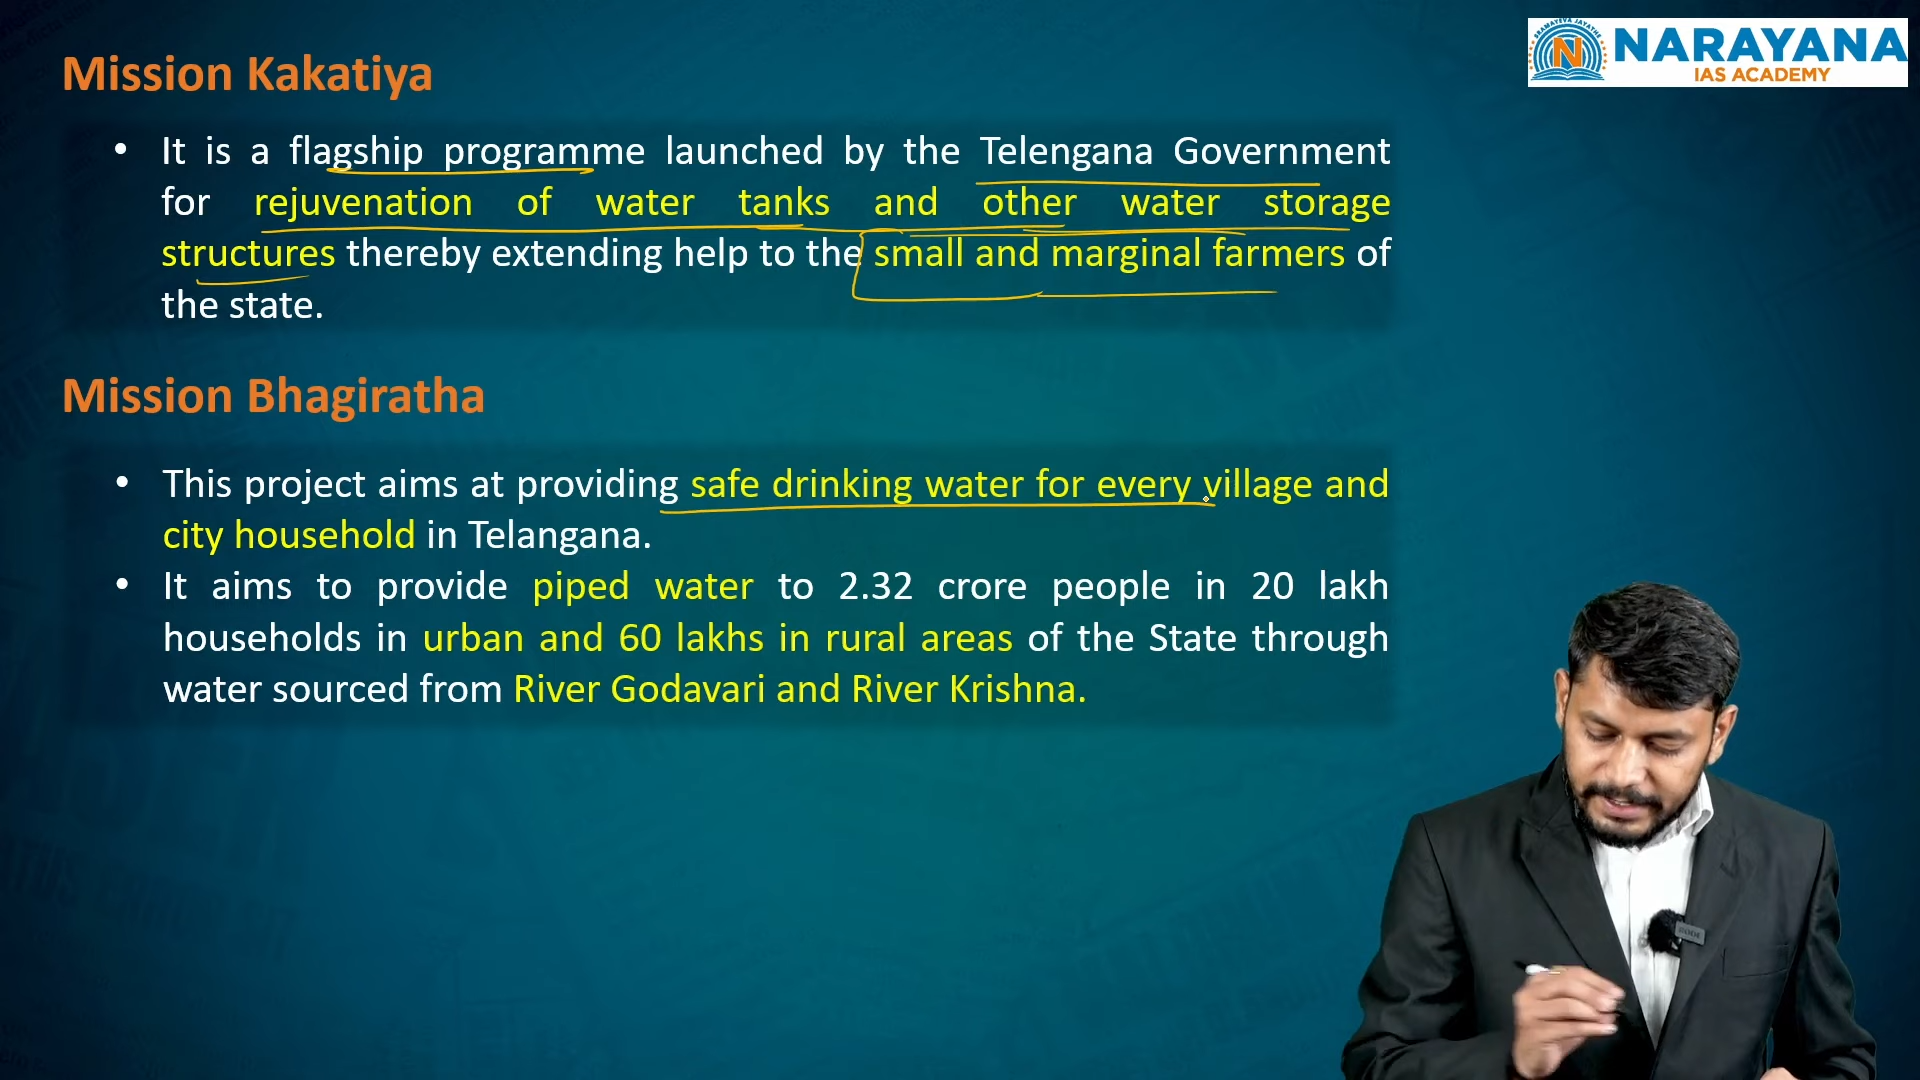 Mission Kakatiya
NARAYANA
IAS ACADEMY
• It is a flagship programme launched by the Telengana Government
for rejuvenation of water tanks and other water storage
structures thereby extending help to the small and marginal farmers of
the state.
Mission Bhagiratha
• This project aims at providing safe drinking water for every village and
city household in Telangana.
• It aims to provide piped water to 2.32 crore people in 20 lakh
households in urban and 60 lakhs in rural areas of the State through
water sourced from River Godavari and River Krishna.
RODE